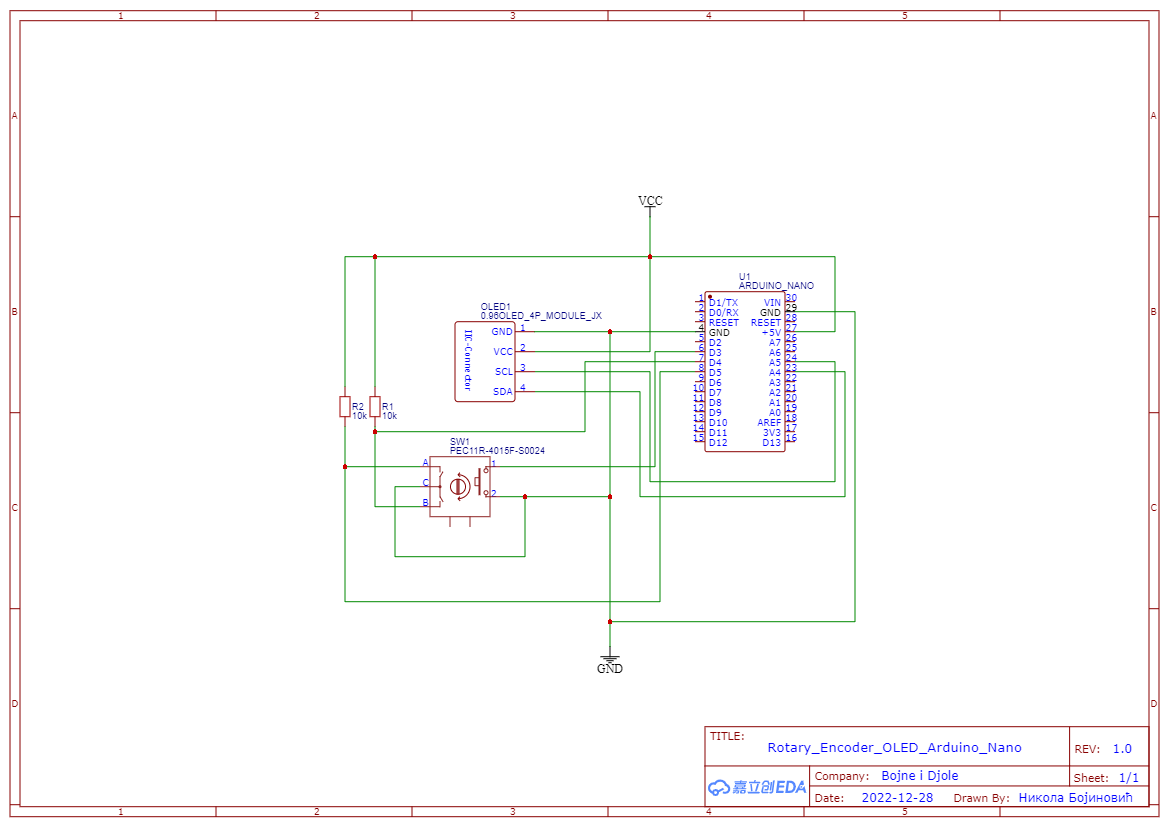 1 2 3 4 5
A A
B B
C C
D D
VCC
U1
ARDUINO_NANO
1 D1/TX VIN 30
2 D0/RX GND 29
3 RESET RESET 28
4 GND +5V 27
5 D2 A7 26
6 D3 A6 25
7 D4 A5 24
8 D5 A4 23
9 D6 A3 22
10 D7 A2 21
11 D8 A1 20
12 D9 A0 19
13 D10 AREF 18
14 D11 3V3 17
15 D12 D13 16
OLED1
0.96OLED_4P_MODULE_JX
IIC-Connector
GND 1
VCC 2
SCL 3
SDA 4
R2
10k
R1
10k
SW1
PEC11R-4015F-S0024
A 1
C
B 2
GND
TITLE:
Rotary_Encoder_OLED_Arduino_Nano
REV: 1.0
嘉立创EDA
Company: Bojne i Djole
Sheet: 1/1
Date: 2022-12-28 Drawn By: Никола Бојиновић
1 2 3 4 5